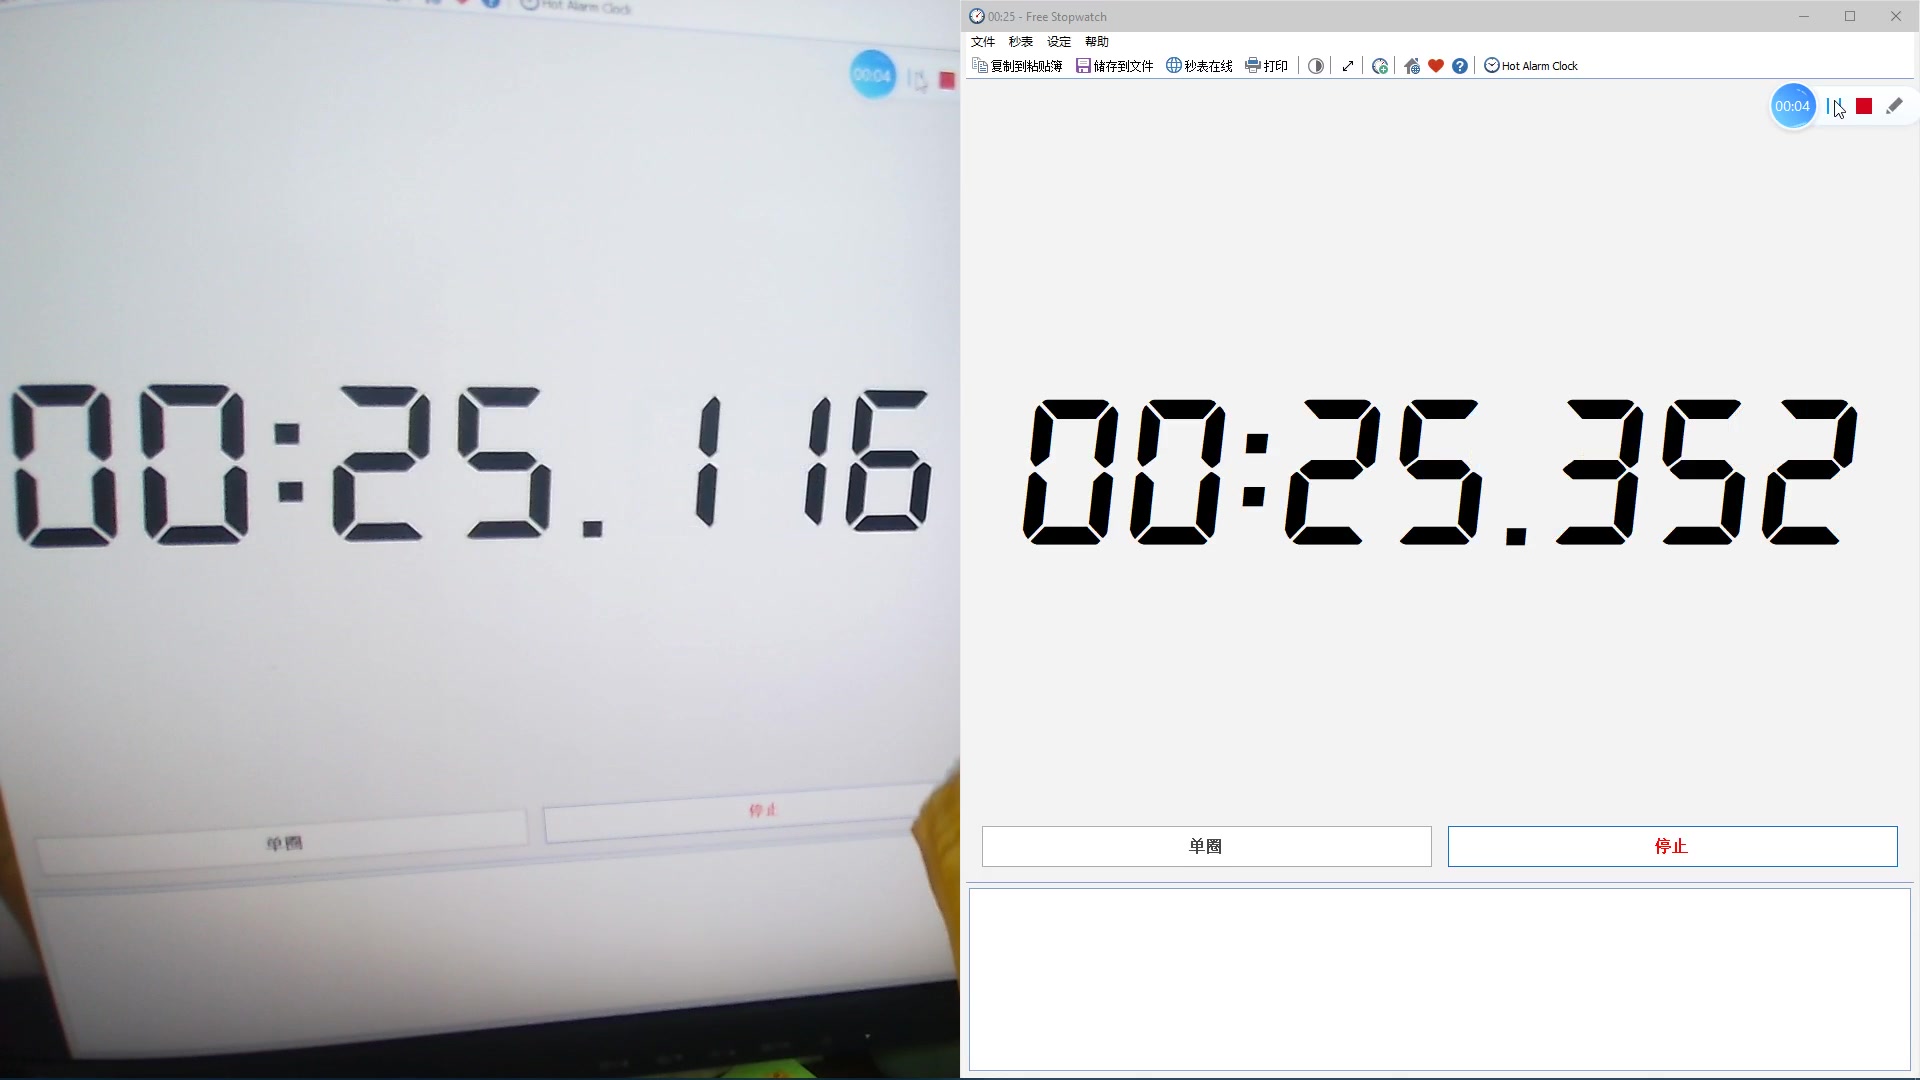 Hot Alarm Clock
00:04
00:25.116
单圈
停止
00:25 - Free Stopwatch
文件 秒表 设定 帮助
复制到粘贴簿 储存到文件 秒表在线 打印 Hot Alarm Clock
00:04
00:25.352
单圈
停止